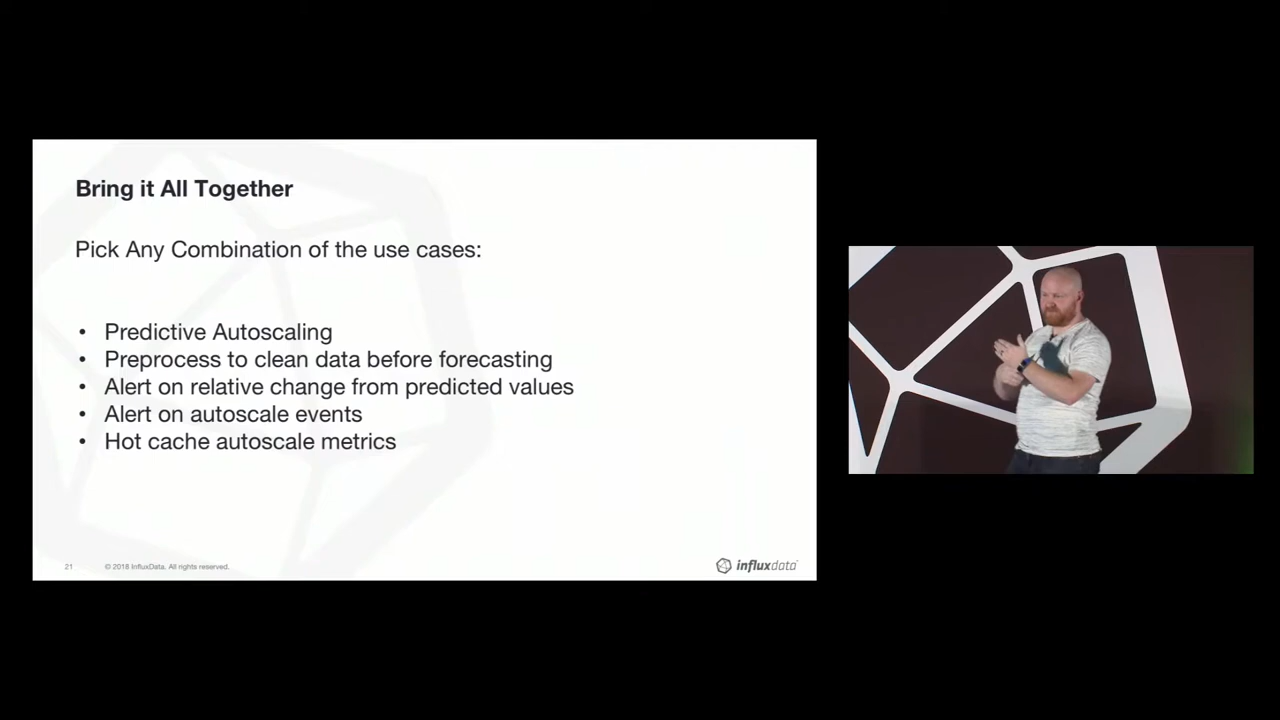 Bring it All Together
Pick Any Combination of the use cases:
• Predictive Autoscaling
• Preprocess to clean data before forecasting
• Alert on relative change from predicted values
• Alert on autoscale events
• Hot cache autoscale metrics
21 © 2018 InfluxData. All rights reserved.
influxdata